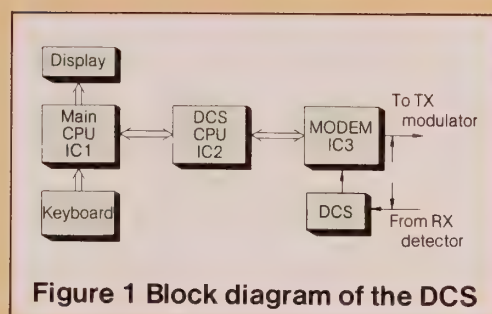 Display
Main
CPU
IC1
DCS
CPU
IC2
MODEM
IC3
To TX
modulator
Keyboard
DCS
From RX
detector
Figure 1 Block diagram of the DCS